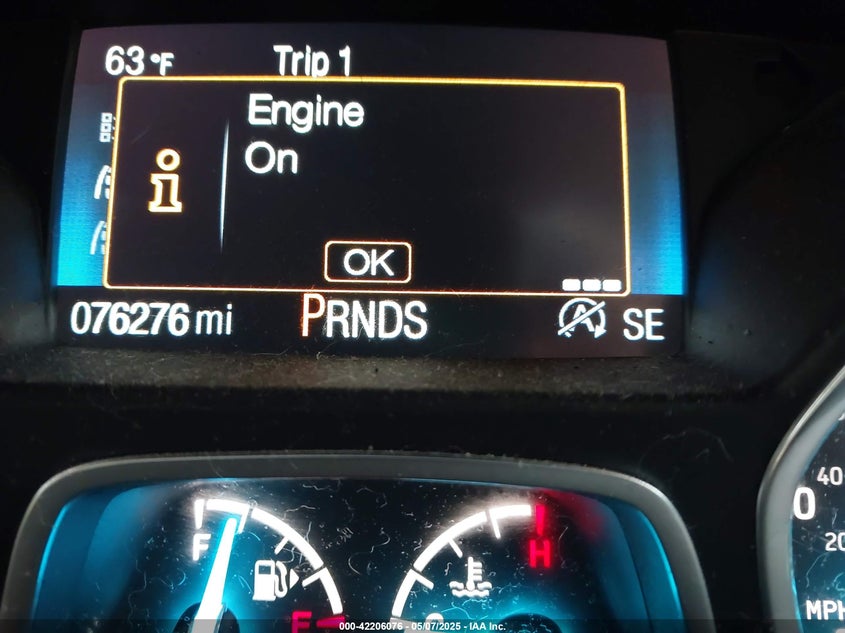 63°F Trip 1
Engine
On
OK
076276 mi PRNDS A SE
F H
40
0
20
E MPH
000-42206076 - 05/07/2025 - IAA Inc.